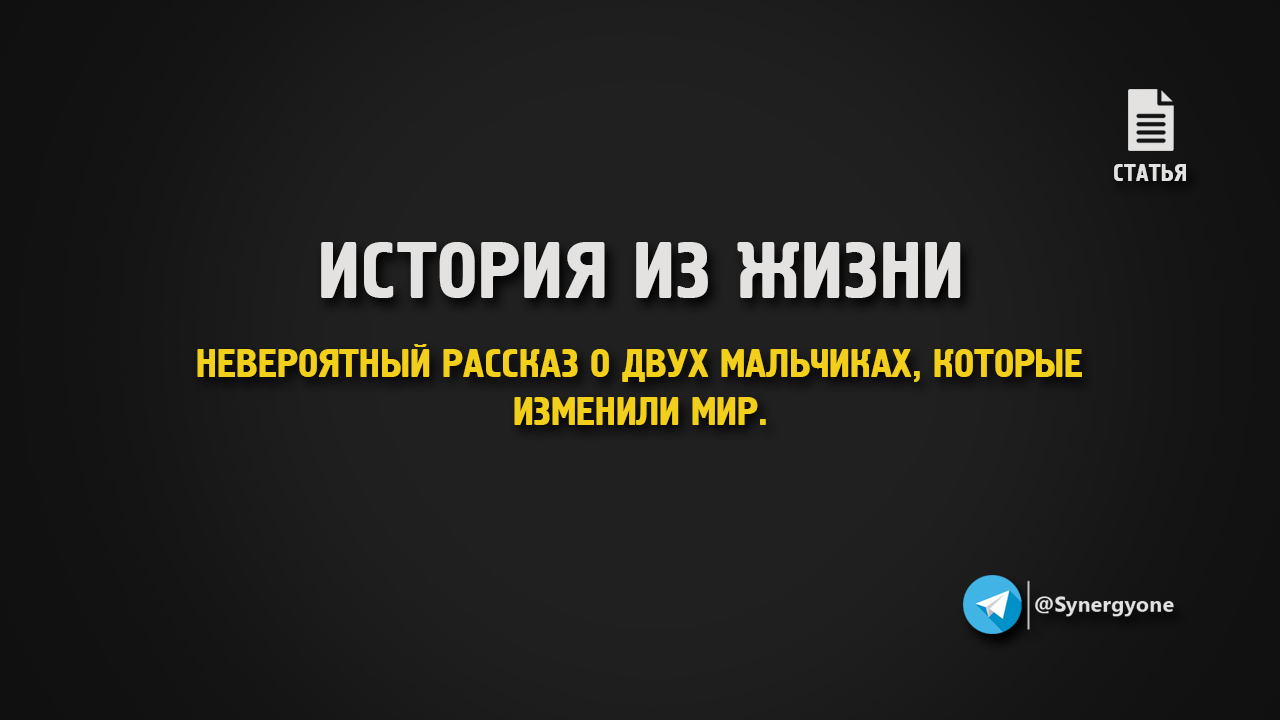 СТАТЬЯ
ИСТОРИЯ ИЗ ЖИЗНИ
НЕВЕРОЯТНЫЙ РАССКАЗ О ДВУХ МАЛЬЧИКАХ, КОТОРЫЕ
ИЗМЕНИЛИ МИР.
@Synergyone